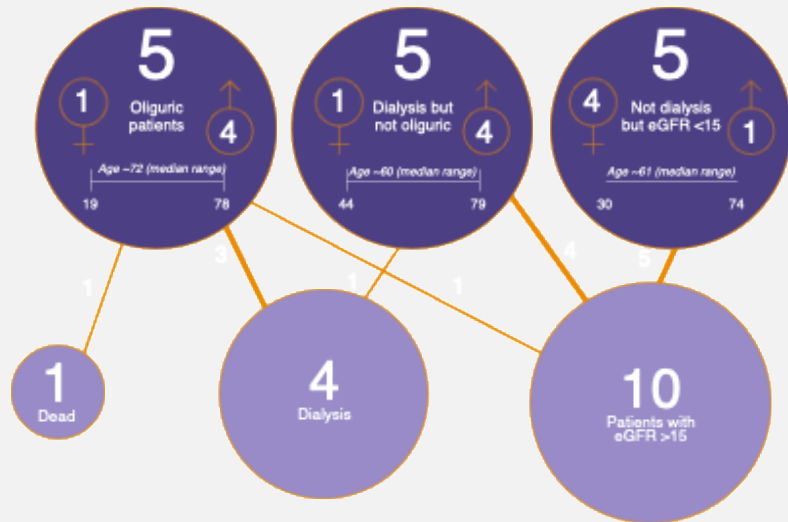 5
Oliguric
patients
1
4
Age ~72 (median range)
19 78
5
Dialysis but
not oliguric
1
4
Age ~60 (median range)
44 79
5
Not dialysis
but eGFR <15
4
1
Age ~61 (median range)
30 74
1
3
1
1
4
5
1
Dead
4
Dialysis
10
Patients with
eGFR >15